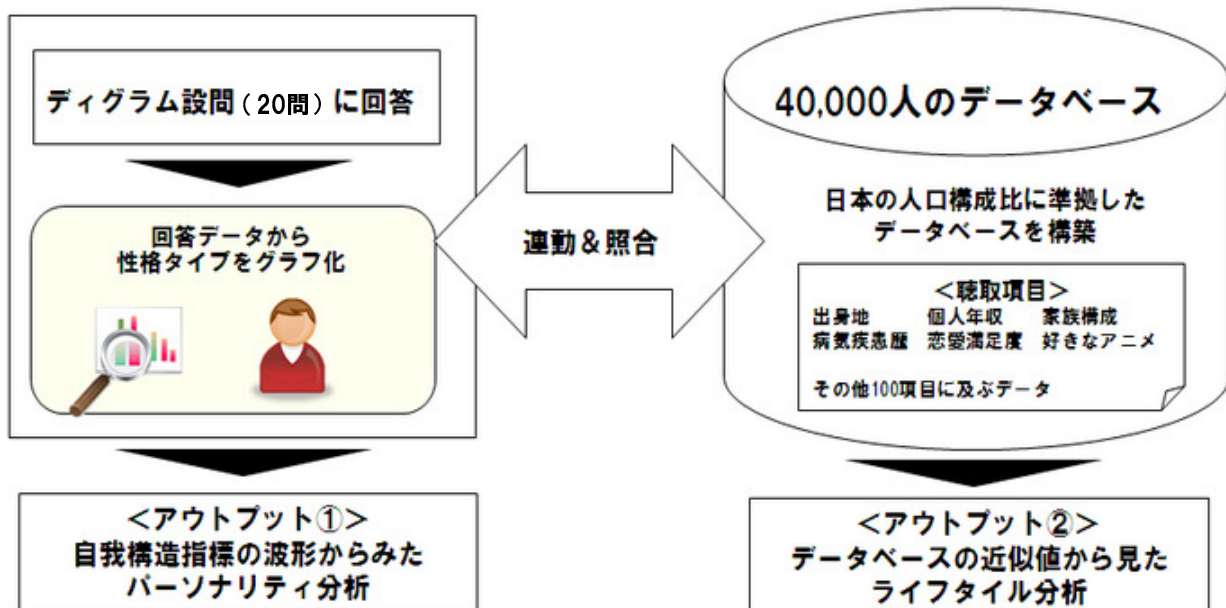 ディグラム設問(20問)に回答
回答データから
性格タイプをグラフ化
<アウトプット①>
自我構造指標の波形からみた
パーソナリティ分析
連動&照合
40,000人のデータベース
日本の人口構成比に準拠した
データベースを構築
<聴取項目>
出身地 個人年収 家族構成
病気疾患歴 恋愛満足度 好きなアニメ
その他100項目に及ぶデータ
<アウトプット②>
データベースの近似値から見た
ライフタイル分析